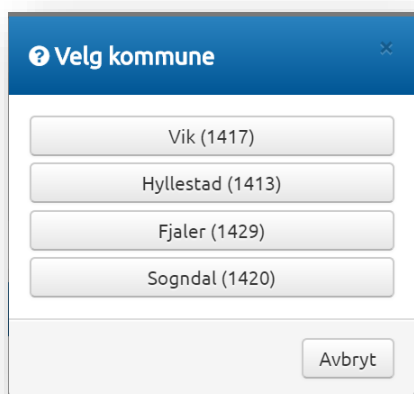 Velg kommune
Vik (1417)
Hyllestad (1413)
Fjaler (1429)
Sogndal (1420)
Avbryt